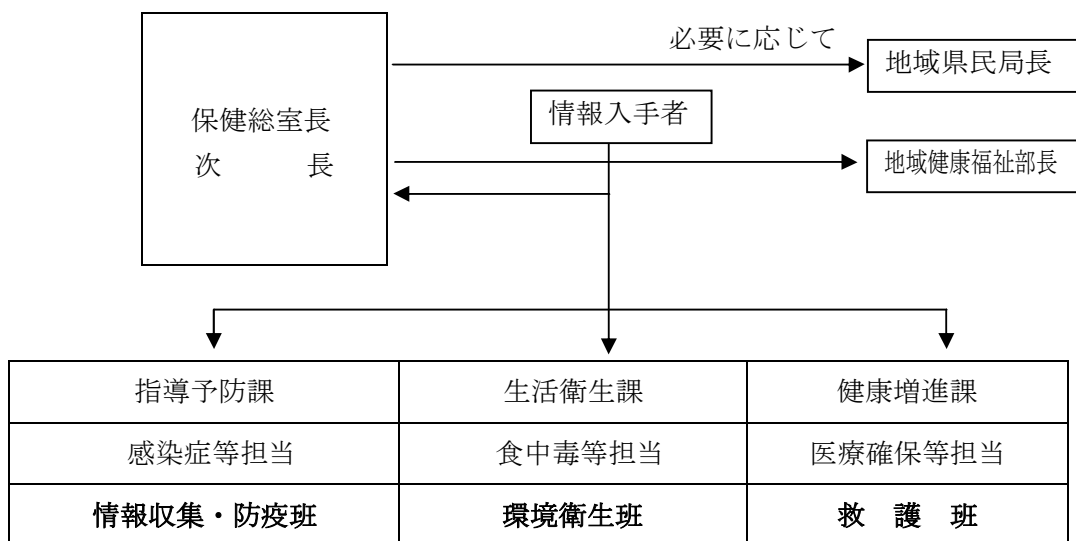 必要に応じて
地域県民局長
保健総室長
次　　　長
情報入手者
地域健康福祉部長
指導予防課
生活衛生課
健康増進課
感染症等担当
食中毒等担当
医療確保等担当
情報収集・防疫班
環境衛生班
救　護　班